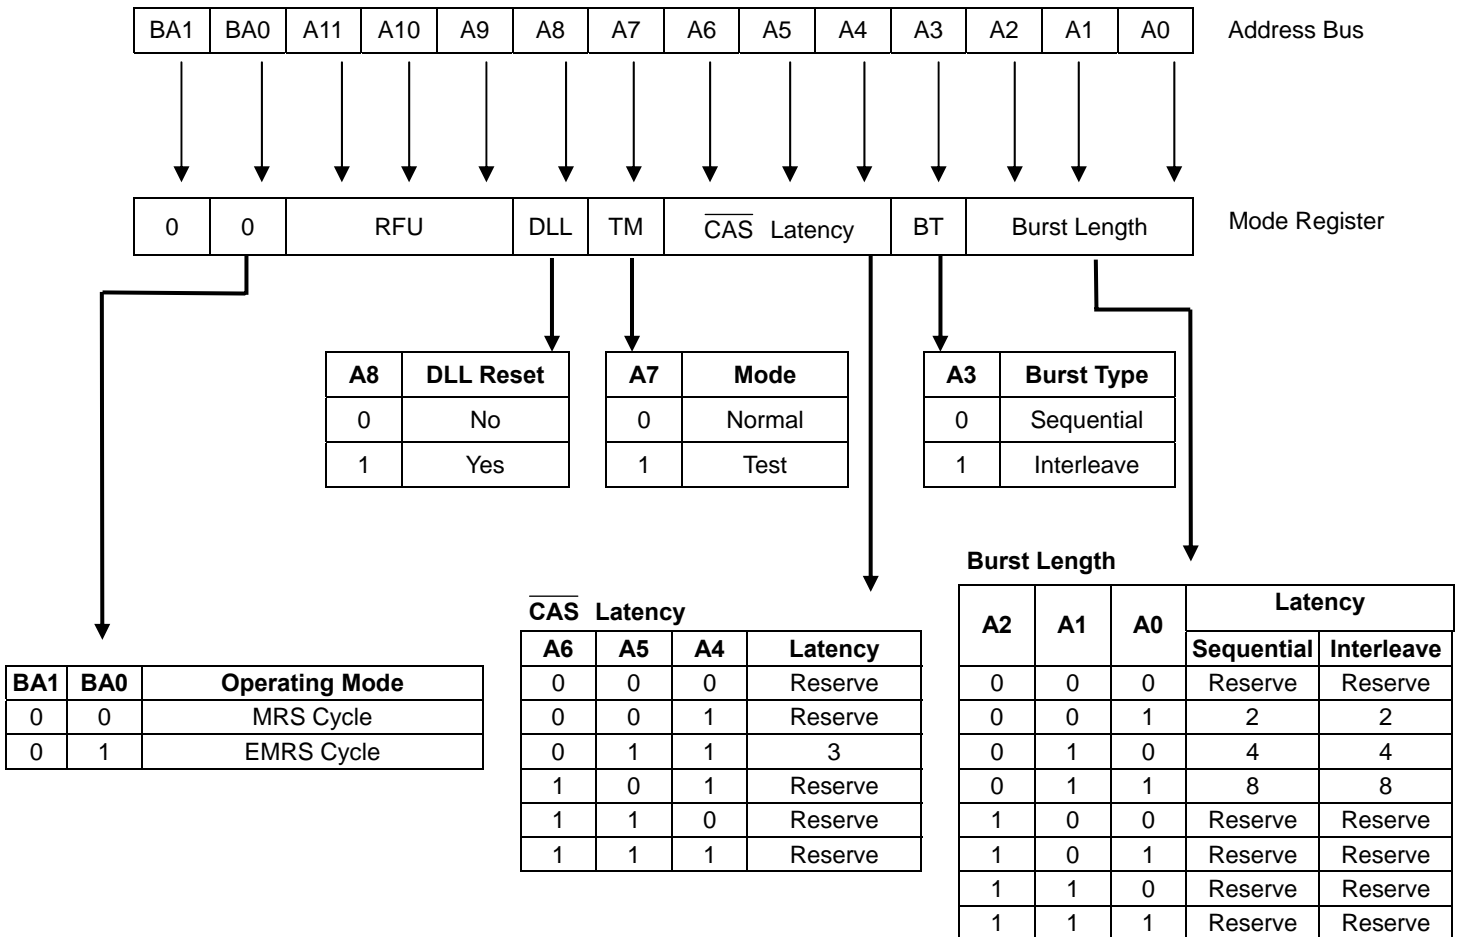 BA1 BA0 A11 A10 A9 A8 A7 A6 A5 A4 A3 A2 A1 A0 Address Bus
0 0 RFU DLL TM CAS Latency BT Burst Length Mode Register
A8 DLL Reset
0 No
1 Yes
A7 Mode
0 Normal
1 Test
A3 Burst Type
0 Sequential
1 Interleave
BA1 BA0 Operating Mode
0 0 MRS Cycle
0 1 EMRS Cycle
CAS Latency
A6 A5 A4 Latency
0 0 0 Reserve
0 0 1 Reserve
0 1 1 3
1 0 1 Reserve
1 1 0 Reserve
1 1 1 Reserve
Burst Length
A2 A1 A0 Latency
Sequential Interleave
0 0 0 Reserve Reserve
0 0 1 2 2
0 1 0 4 4
0 1 1 8 8
1 0 0 Reserve Reserve
1 0 1 Reserve Reserve
1 1 0 Reserve Reserve
1 1 1 Reserve Reserve